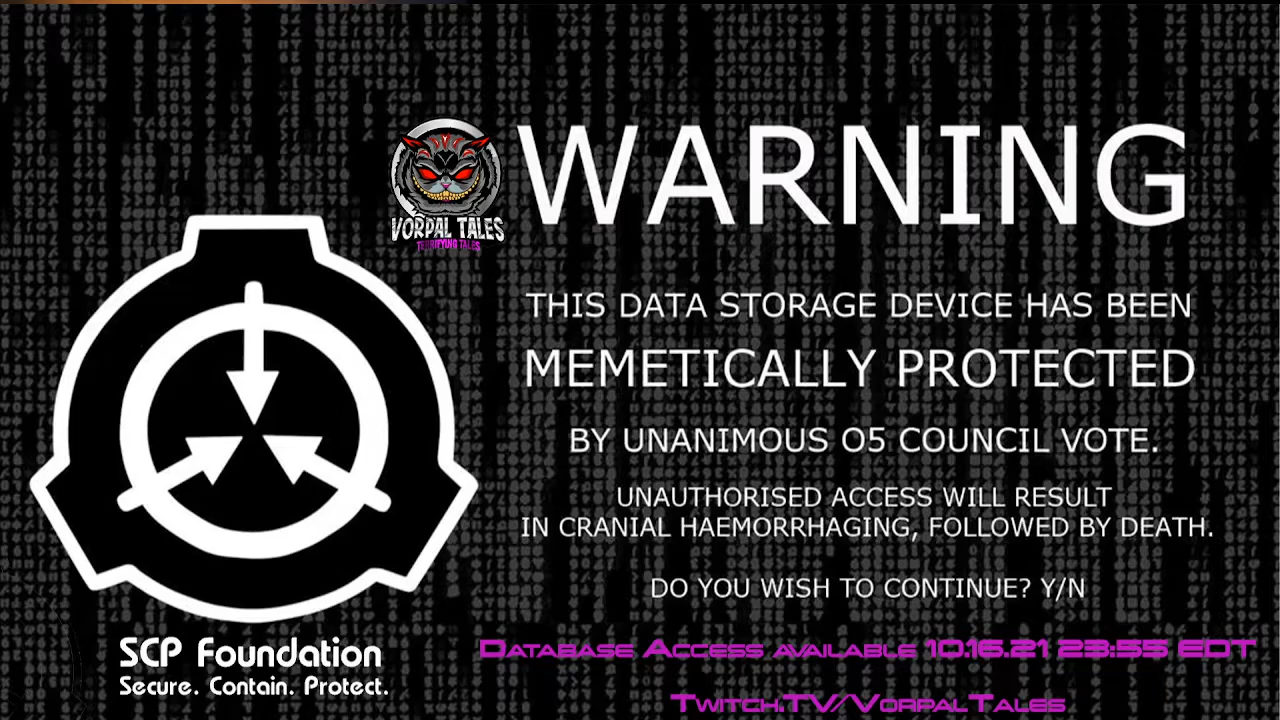 WARNING
VORPAL TALES
TERRIFYING TALES
THIS DATA STORAGE DEVICE HAS BEEN
MEMETICALLY PROTECTED
BY UNANIMOUS O5 COUNCIL VOTE.
UNAUTHORISED ACCESS WILL RESULT
IN CRANIAL HAEMORRHAGING, FOLLOWED BY DEATH.
DO YOU WISH TO CONTINUE? Y/N
SCP Foundation
Secure. Contain. Protect.
Database Access available 10.16.21 23:55 EDT
Twitch.TV/VorpalTales